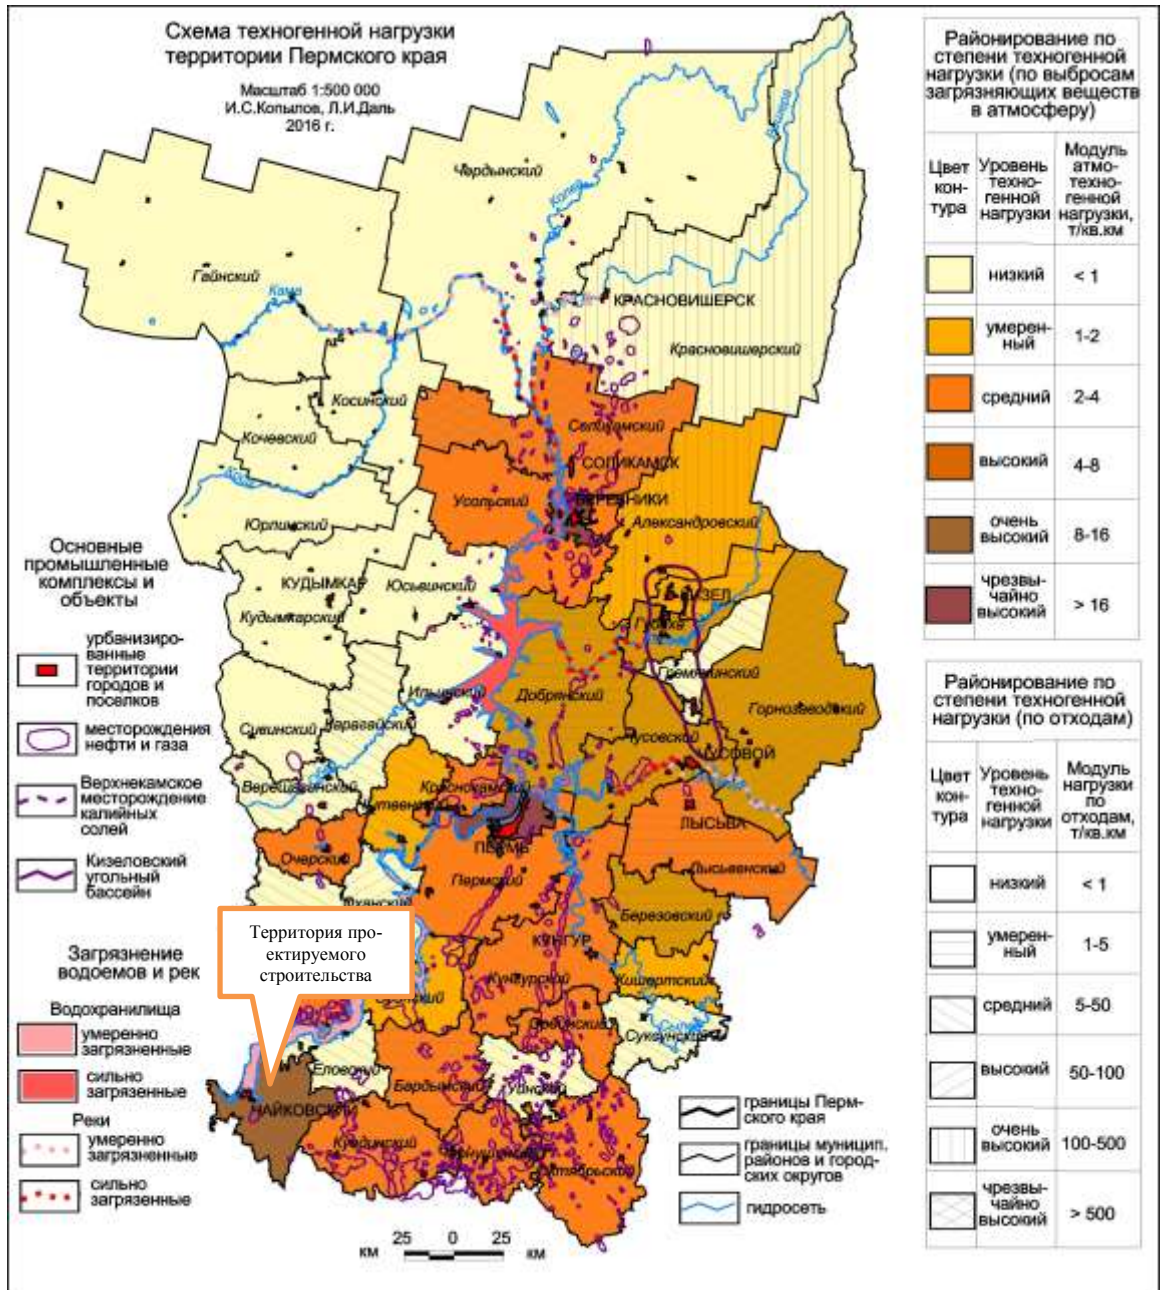 Схема техногенной нагрузки
территории Пермского края
Масштаб 1:500 000
И.С.Копылов, Л.И.Даль
2016 г.
Вишера
Чердынский
Колва
Гайнский
Кама
КРАСНОВИШЕРСК
Красновишерский
Косинский
Кочевский
Соликамский
СОЛИКАМСК
Усольский
БЕРЕЗНИКИ
Александровский
Юрлинский
КУДЫМКАР
Юсьвинский
КИЗЕЛ
Кудымкарский
Губаха
Гремячинский
Ильинский
Добрянский
Горнозаводский
Сивинский
Карагайский
Чусовской
ЧУСОВОЙ
Верещагинский
Краснокамский
Нытвенский
ЛЫСЬВА
ПЕРМЬ
Очерский
Пермский
Лысьвенский
Березовский
КУНГУР
Кунгурский
Кишертский
Ординский
Суксунский
Сылва
Еловский
Бардымский
Уинский
ЧАЙКОВСКИЙ
Куединский
Чернушинский
Октябрьский
Территория про-
ектируемого
строительства
Основные
промышленные
комплексы и
объекты
урбанизиро-
ванные
территории
городов и
поселков
месторождения
нефти и газа
Верхнекамское
месторождение
калийных
солей
Кизеловский
угольный
бассейн
Загрязнение
водоемов и рек
Водохранилища
умеренно
загрязненные
сильно
загрязенные
Реки
умеренно
загрязненные
сильно
загрязенные
25 0 25
км км
границы Перм-
ского края
границы муницип.
районов и город-
ских округов
гидросеть
Районирование по
степени техногенной
нагрузки (по выбросам
загрязняющих веществ
в атмосферу)
Цвет
кон-
тура
Уровень
техно-
генной
нагрузки
Модуль
атмо-
техно-
генной
нагрузки,
т/кв.км
низкий < 1
умерен-
ный 1-2
средний 2-4
высокий 4-8
очень
высокий 8-16
чрезвы-
чайно
высокий > 16
Районирование по
степени техногенной
нагрузки (по отходам)
Цвет
кон-
тура
Уровень
техно-
генной
нагрузки
Модуль
нагрузки
по
отходам,
т/кв.км
низкий < 1
умерен-
ный 1-5
средний 5-50
высокий 50-100
очень
высокий 100-500
чрезвы-
чайно
высокий > 500